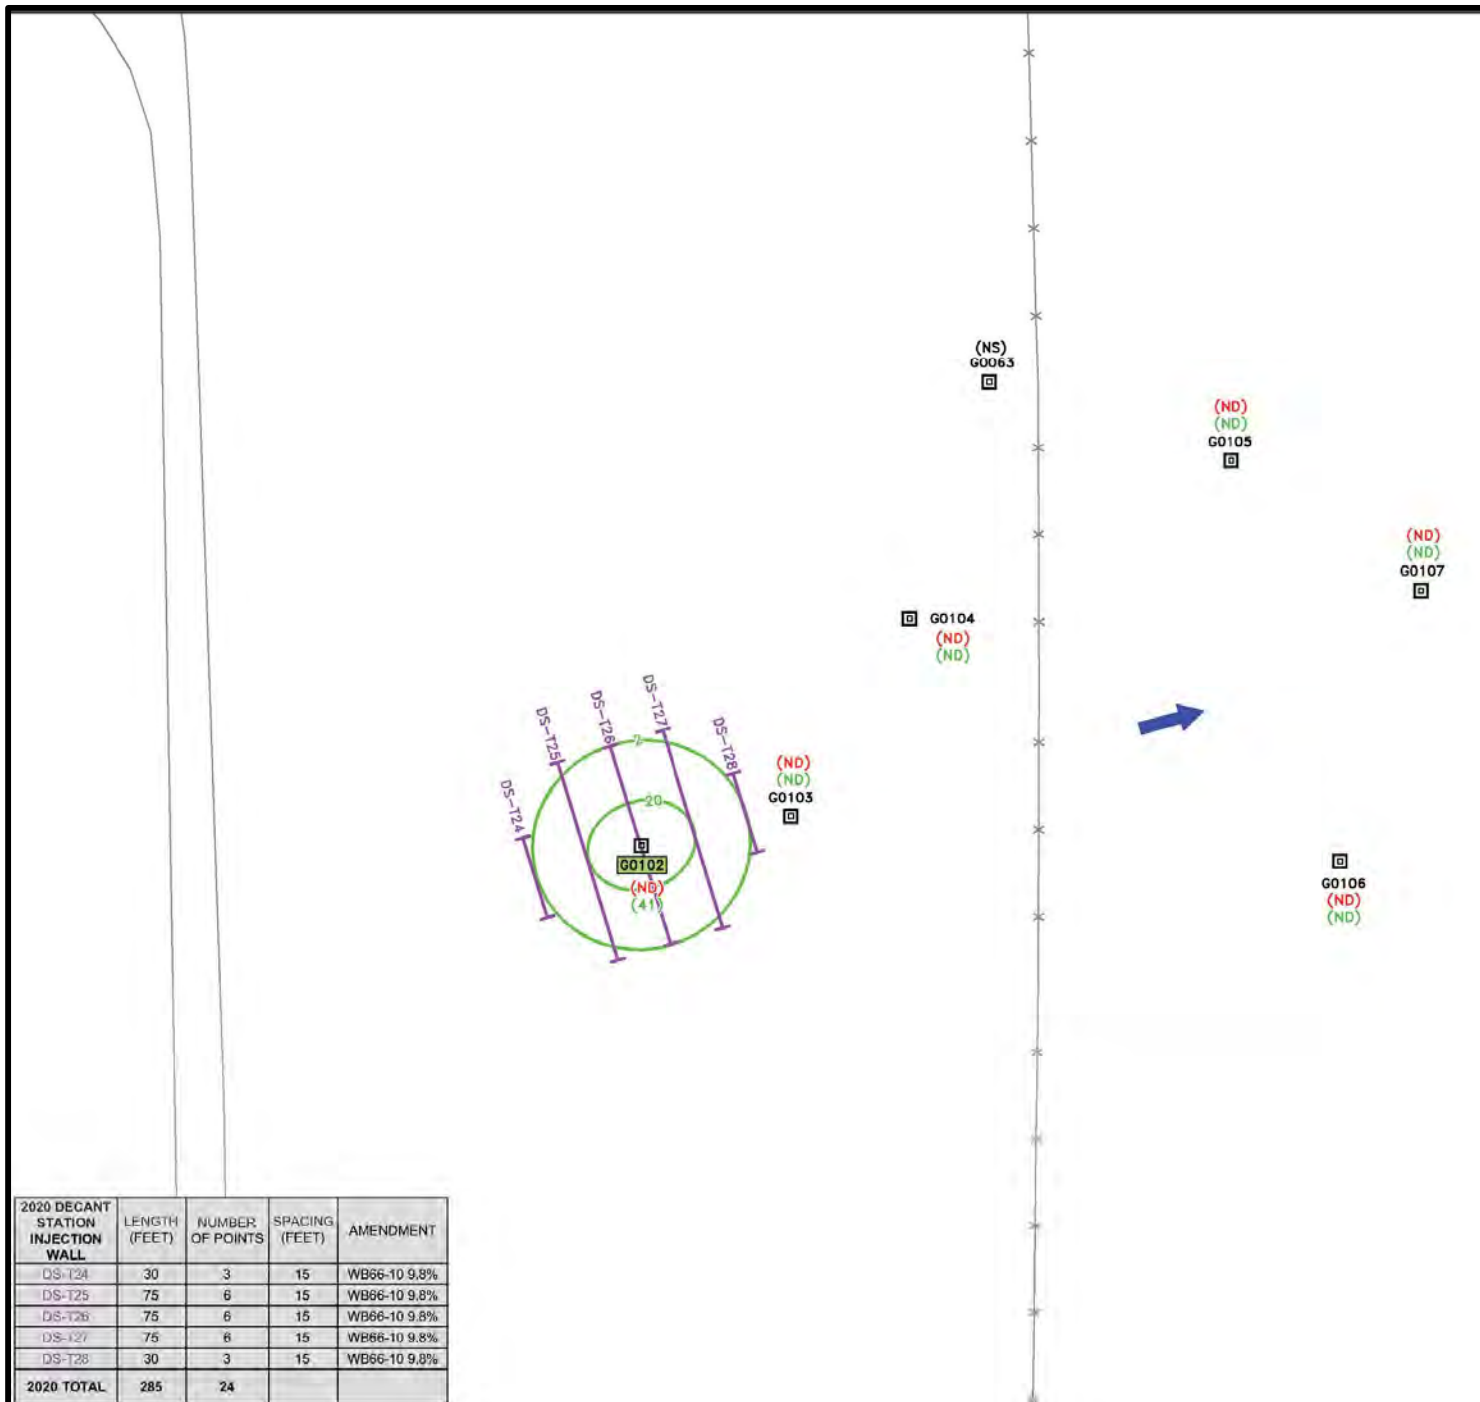 (NS)
G0063
(ND)
(ND)
G0105
(ND)
(ND)
G0107
G0104
(ND)
(ND)
DS-T24
DS-T25
DS-T26
DS-T27
DS-T28
2
20
(ND)
(ND)
G0103
G0102
(ND)
(41)
G0106
(ND)
(ND)
2020 DECANT STATION INJECTION WALL LENGTH (FEET) NUMBER OF POINTS SPACING (FEET) AMENDMENT
DS-T24 30 3 15 WB66-10 9.8%
DS-T25 75 6 15 WB66-10 9.8%
DS-T26 75 6 15 WB66-10 9.8%
DS-T27 75 6 15 WB66-10 9.8%
DS-T28 30 3 15 WB66-10 9.8%
2020 TOTAL 285 24